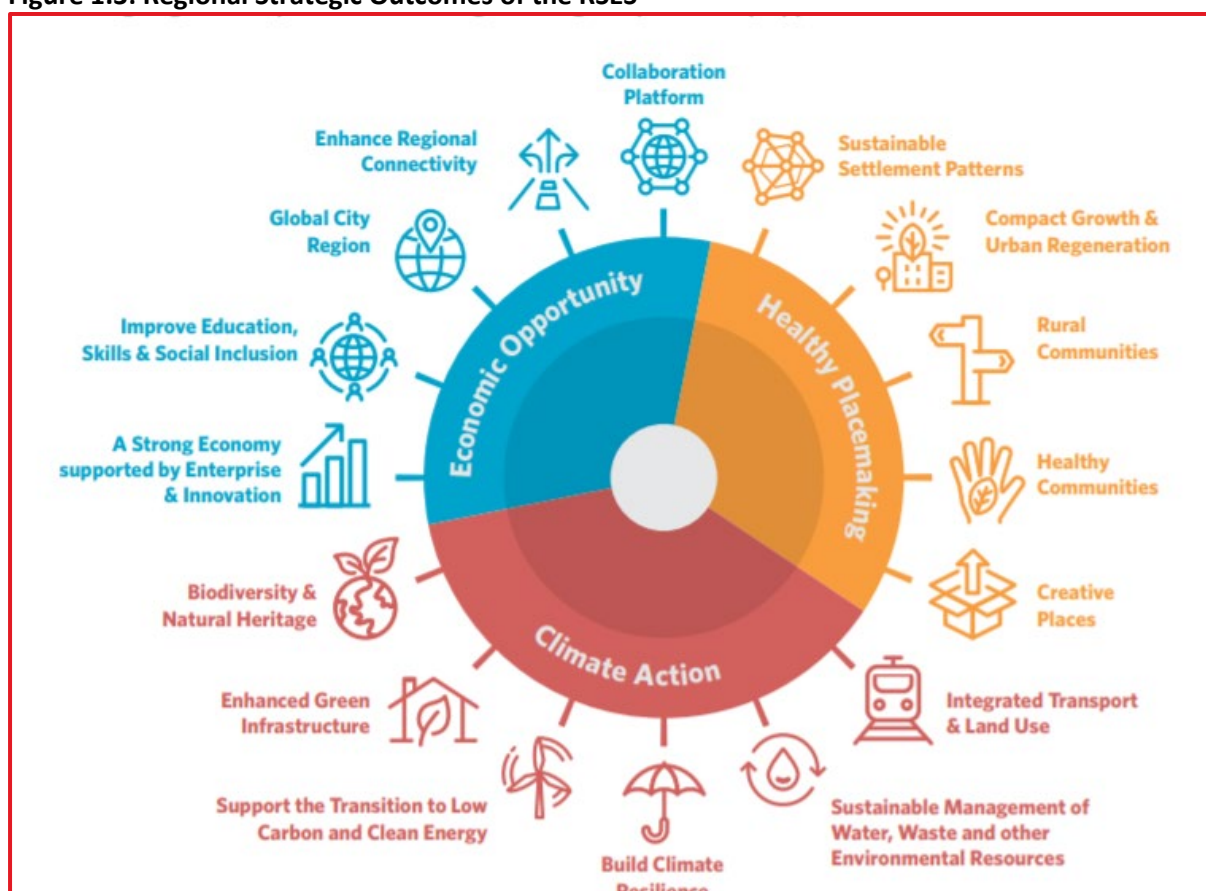 Figure Regional Strategic Outcomes of the RSES
Collaboration
Platform
Sustainable
Settlement Patterns
Compact Growth &
Urban Regeneration
Rural
Communities
Healthy
Communities
Creative
Places
Integrated Transport
& Land Use
Sustainable Management of
Water, Waste and other
Environmental Resources
Build Climate
Resilience
Support the Transition to Low
Carbon and Clean Energy
Enhanced Green
Infrastructure
Biodiversity &
Natural Heritage
A Strong Economy
supported by Enterprise
& Innovation
Improve Education,
Skills & Social Inclusion
Global City
Region
Enhance Regional
Connectivity
Economic Opportunity
Healthy Placemaking
Climate Action